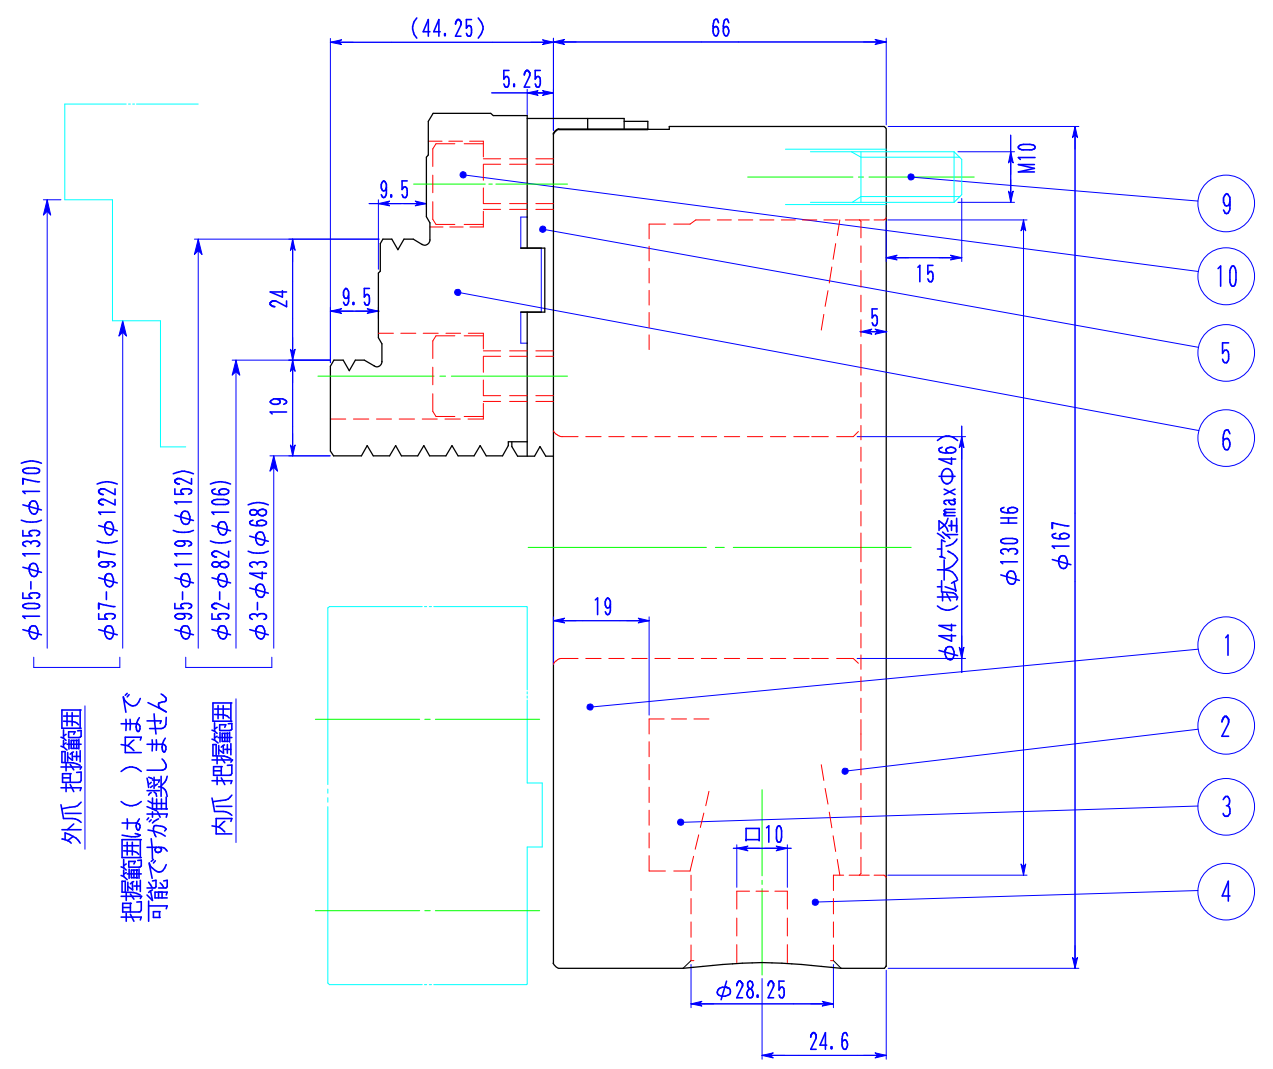 (44.25)
66
5.25
9.5
M10
9
10
15
24
9.5
5
5
19
6
φ105-φ135(φ170)
φ57-φ97(φ122)
φ95-φ119(φ152)
φ52-φ82(φ106)
φ3-φ43(φ68)
φ44 (拡大穴径maxΦ46)
φ130 H6
φ167
19
1
外爪 把握範囲
把握範囲は( )内まで
可能ですが推奨しません
内爪 把握範囲
2
3
口10
4
φ28.25
24.6